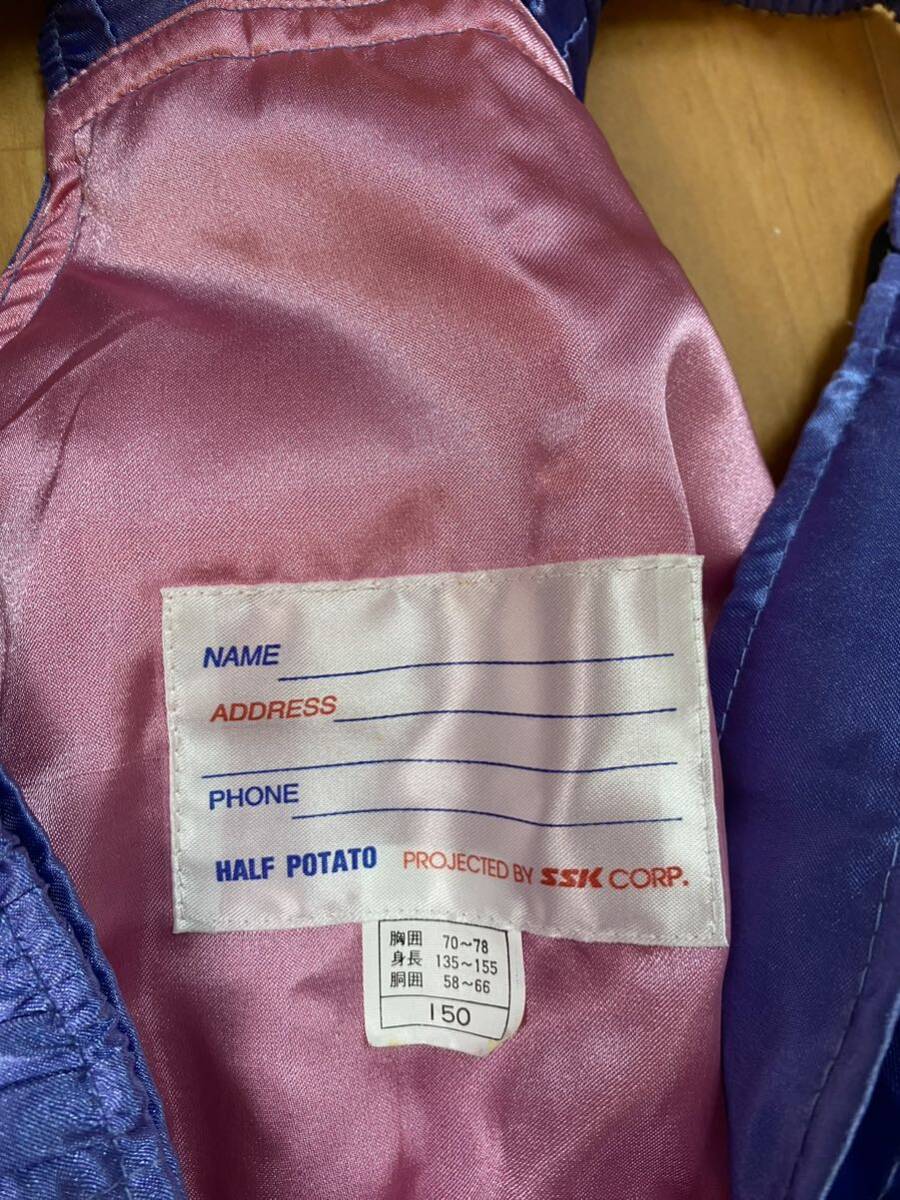 NAME
ADDRESS
PHONE
HALF POTATO PROJECTED BY SSK CORP.
胸囲 70~78
身長 135~155
胴囲 58~66
150